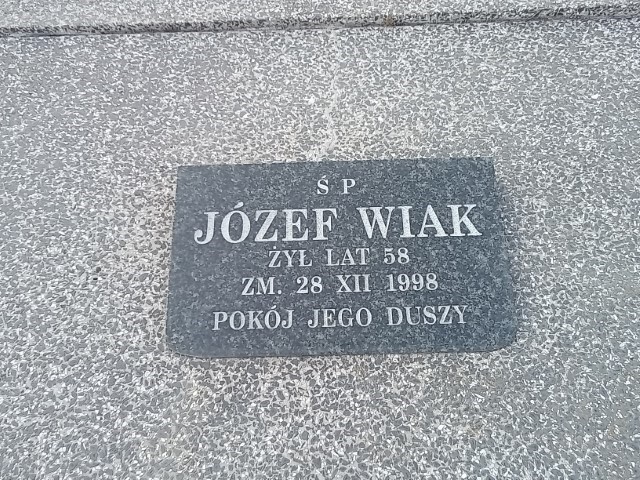 Ś P
JÓZEF WIAK
ŻYŁ LAT 58
ZM. 28 XII 1998
POKÓJ JEGO DUSZY